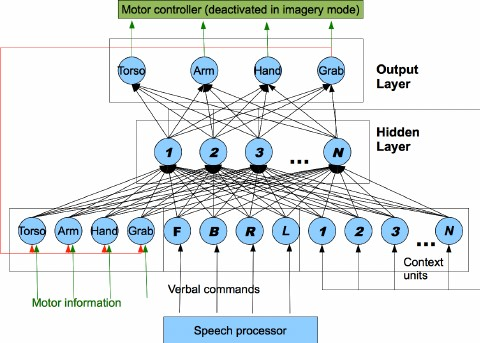 Motor controller (deactivated in imagery mode)
Torso Arm Hand Grab
Output
Layer
Hidden
Layer
1 2 3 ... N
Torso Arm Hand Grab F B R L 1 2 3 ... N
Context
units
Verbal commands
Motor information
Speech processor